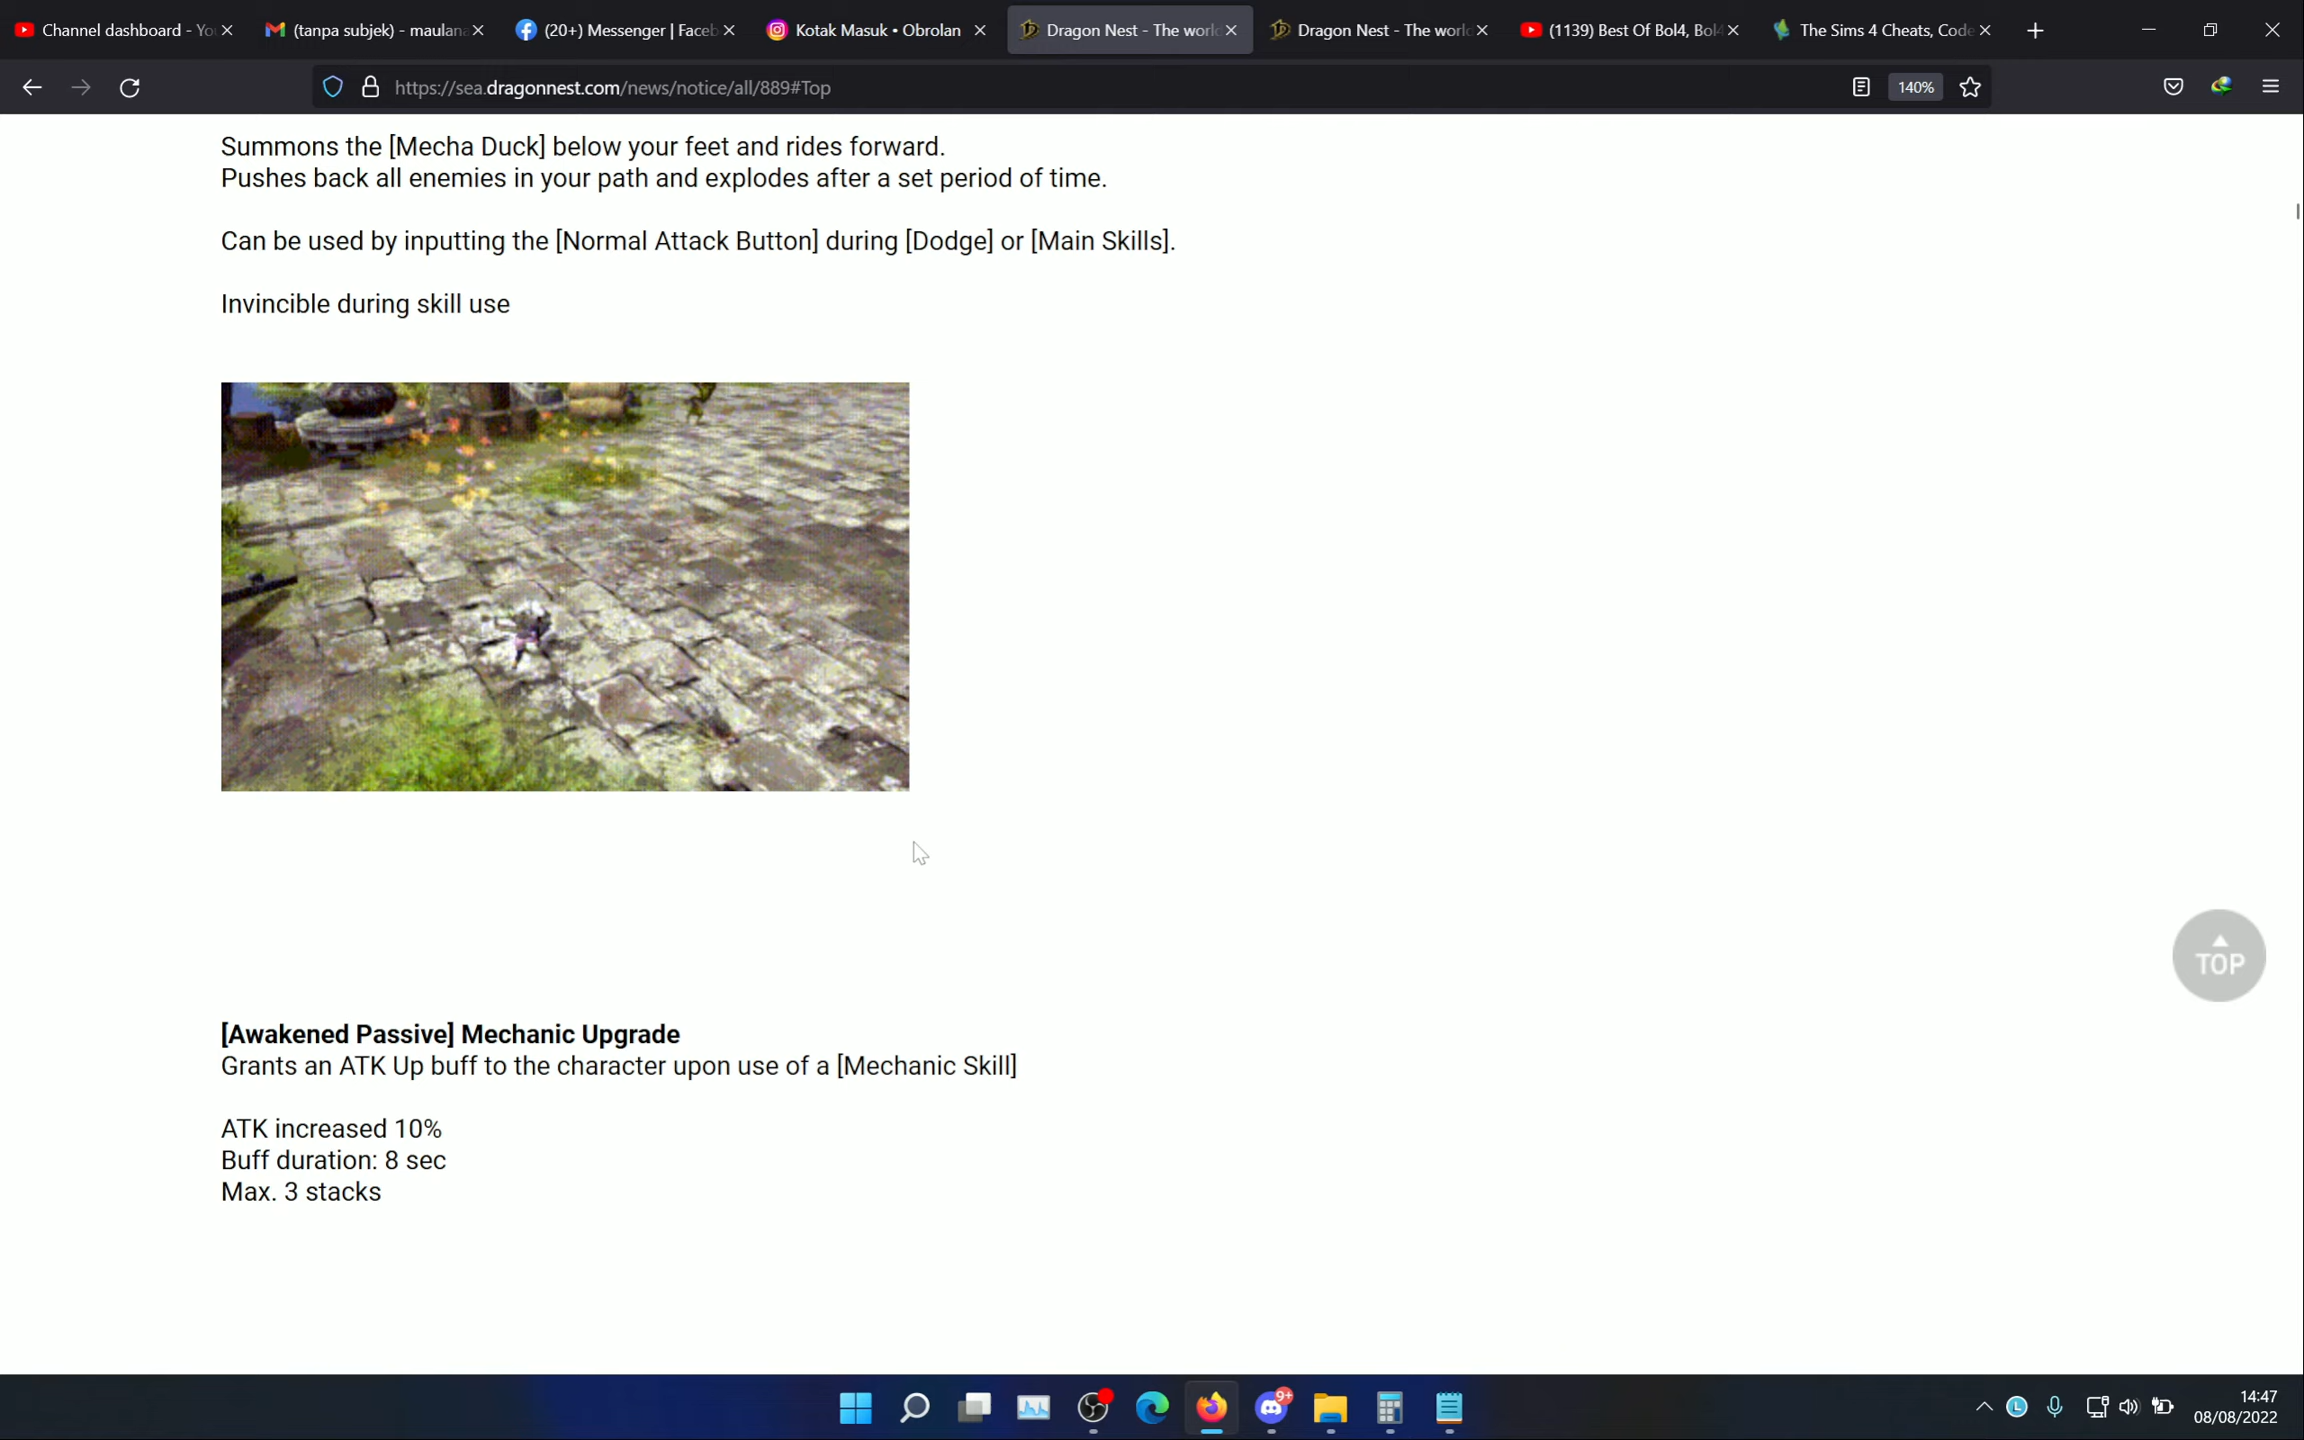 Channel dashboard - Yo
(tanpa subjek) - maulana
(20+) Messenger | Faceb
Kotak Masuk • Obrolan
Dragon Nest - The worl
Dragon Nest - The worl
(1139) Best Of Bol4, Bol4
The Sims 4 Cheats, Code
https://sea.dragonnest.com/news/notice/all/889#Top
140%
Summons the [Mecha Duck] below your feet and rides forward.
Pushes back all enemies in your path and explodes after a set period of time.
Can be used by inputting the [Normal Attack Button] during [Dodge] or [Main Skills].
Invincible during skill use
TOP
[Awakened Passive] Mechanic Upgrade
Grants an ATK Up buff to the character upon use of a [Mechanic Skill]
ATK increased 10%
Buff duration: 8 sec
Max. 3 stacks
9+
L
14:47
08/08/2022